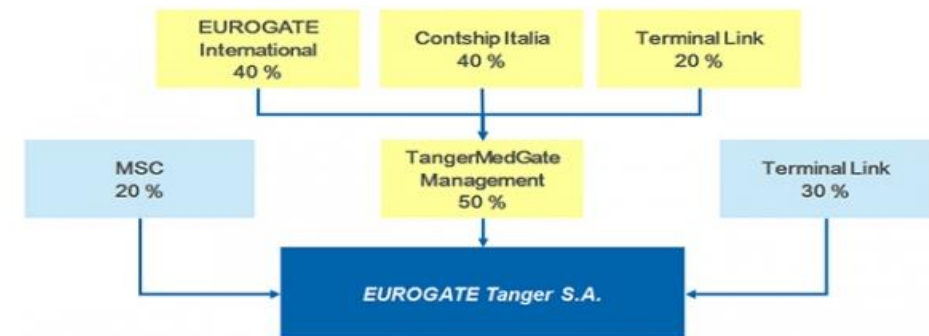 EUROGATE
International
40 %
Contship Italia
40 %
Terminal Link
20 %
MSC
20 %
TangerMedGate
Management
50 %
Terminal Link
30 %
EUROGATE Tanger S.A.